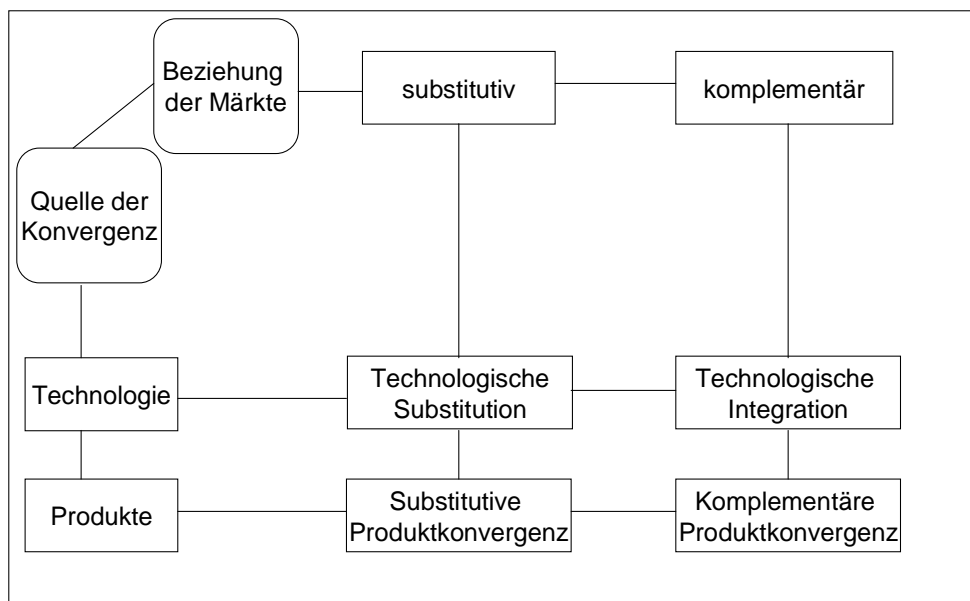 Beziehung
der Märkte
substitutiv
komplementär
Quelle der
Konvergenz
Technologie
Technologische
Substitution
Technologische
Integration
Produkte
Substitutive
Produktkonvergenz
Komplementäre
Produktkonvergenz